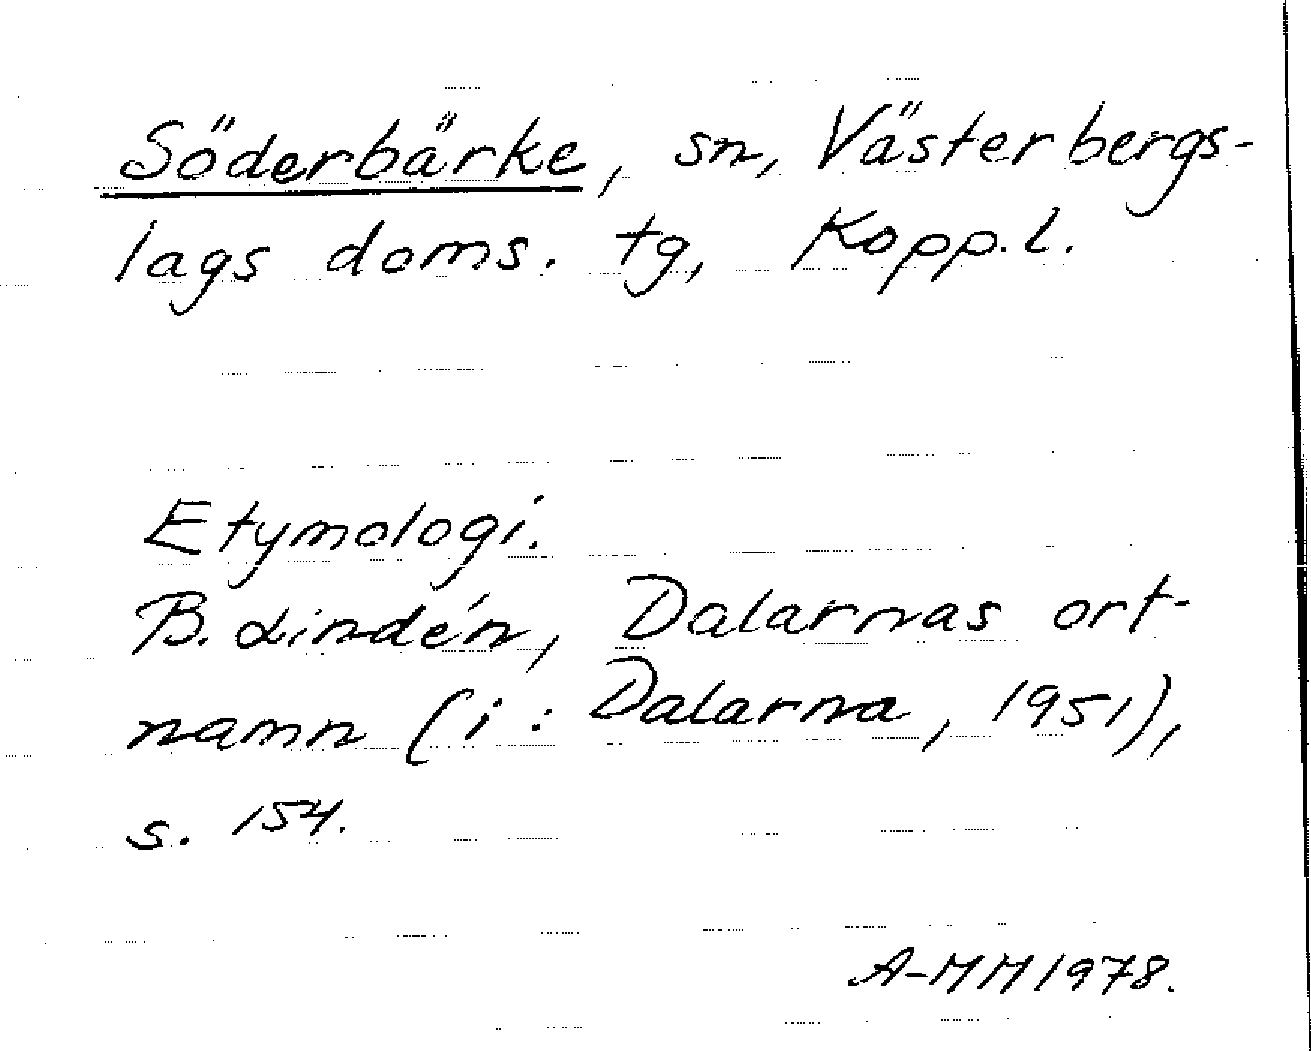 Söderbärke, sn, Västerbergs-
lags doms. tg, Kopp.l.
Etymologi.
B. Lindén, Dalarnas ort-
namn (i: Dalarna, 1951),
s. 154.
A-MM 1978.